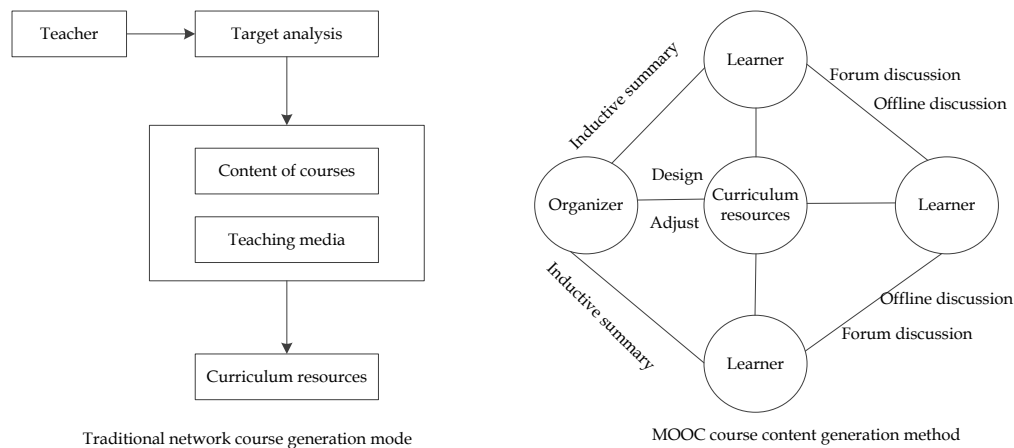 Teacher
Target analysis
Content of courses
Teaching media
Curriculum resources
Traditional network course generation mode
Learner
Inductive summary
Forum discussion
Offline discussion
Organizer
Design
Adjust
Curriculum
resources
Learner
Inductive summary
Offline discussion
Forum discussion
Learner
MOOC course content generation method